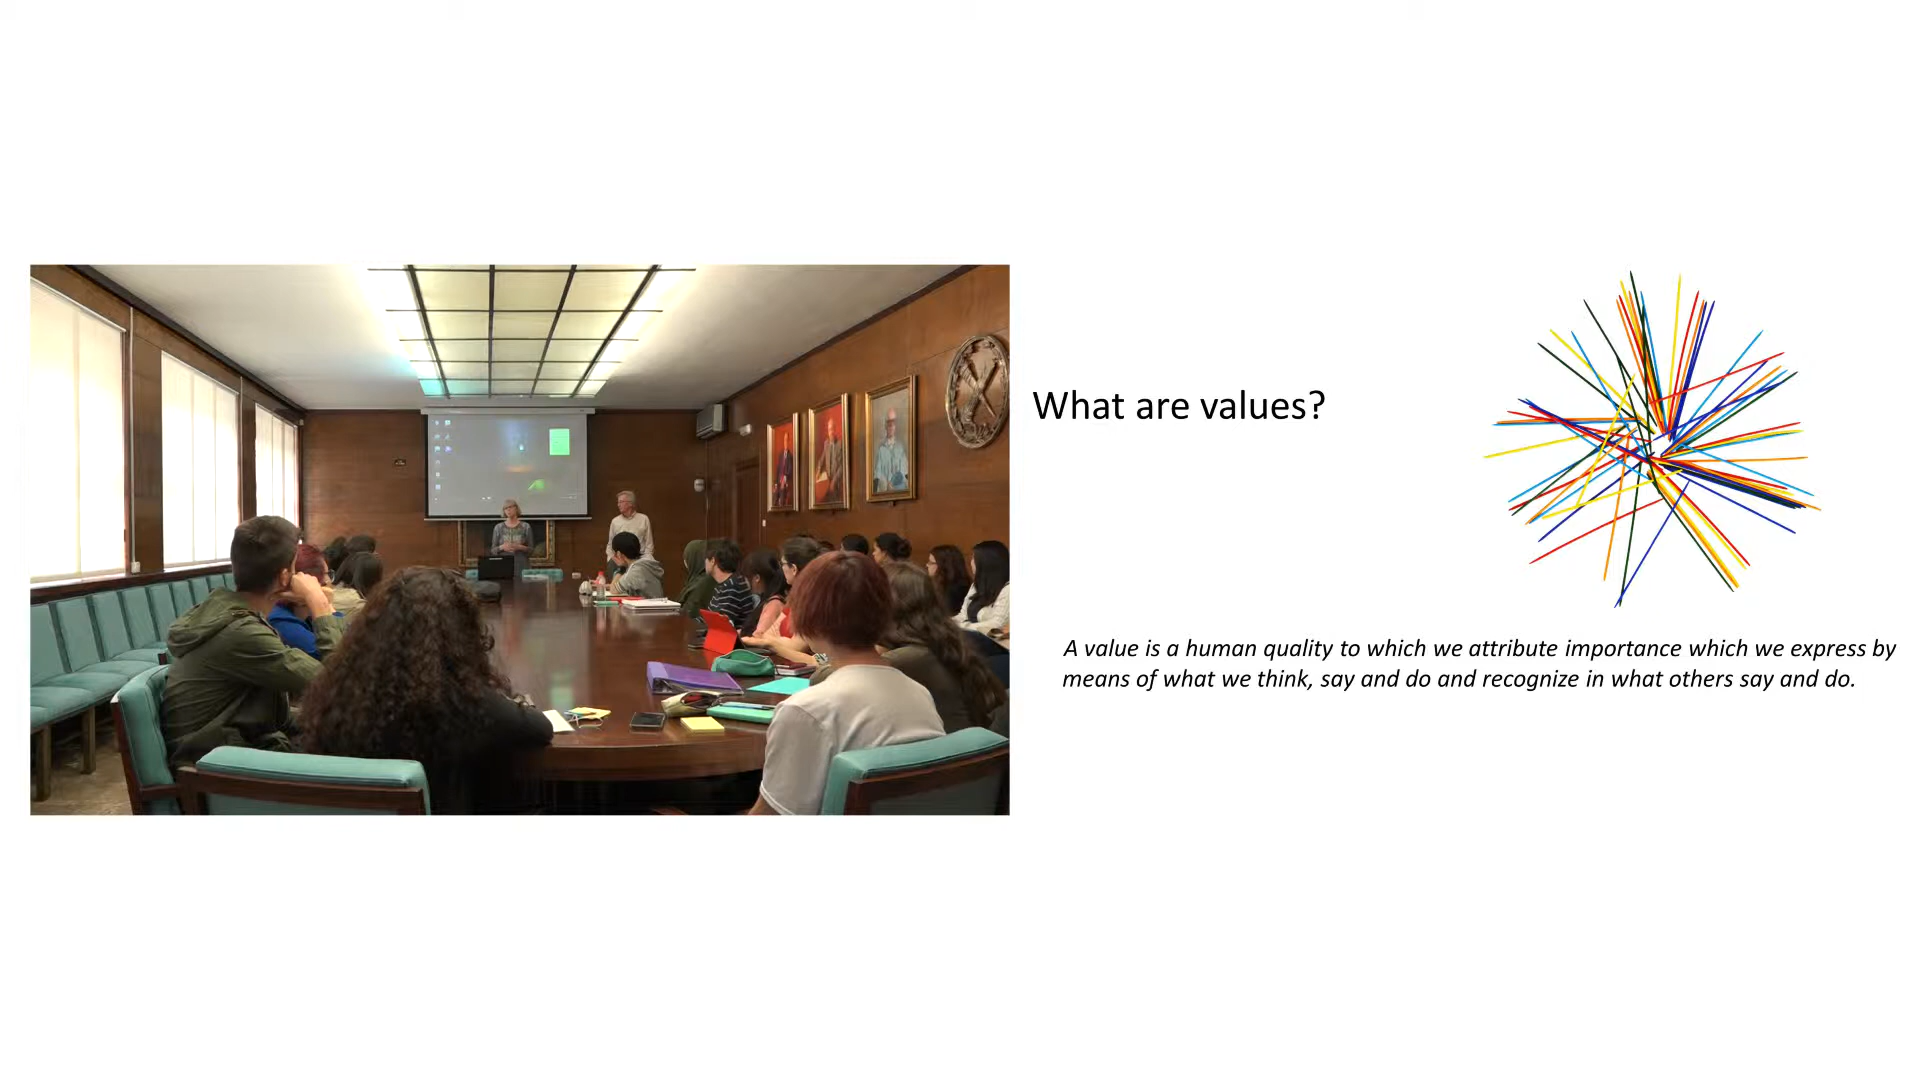 What are values?
A value is a human quality to which we attribute importance which we express by
means of what we think, say and do and recognize in what others say and do.